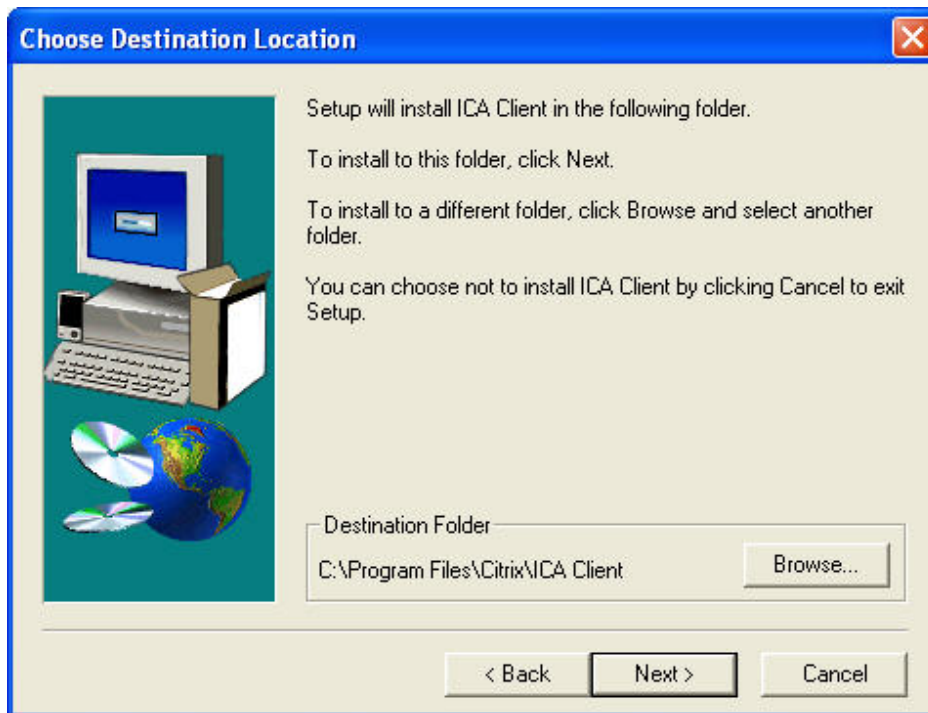 Choose Destination Location
Setup will install ICA Client in the following folder.
To install to this folder, click Next.
To install to a different folder, click Browse and select another
folder.
You can choose not to install ICA Client by clicking Cancel to exit
Setup.
Destination Folder
C:\Program Files\Citrix\ICA Client
Browse...
< Back
Next >
Cancel